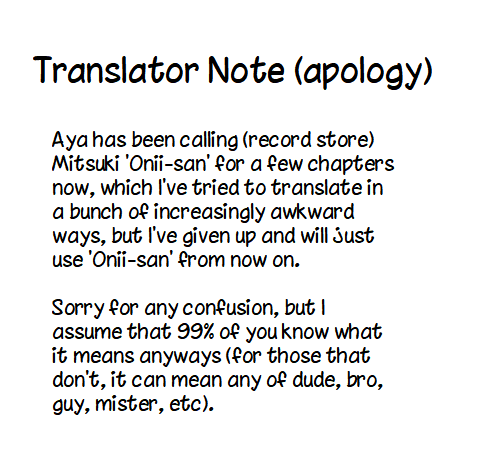 Translator Note (apology)
Aya has been calling (record store)
Mitsuki 'Onii-san' for a few chapters
now, which I've tried to translate in
a bunch of increasingly awkward
ways, but I've given up and will just
use 'Onii-san' from now on.
Sorry for any confusion, but I
assume that 99% of you know what
it means anyways (for those that
don't, it can mean any of dude, bro,
guy, mister, etc).